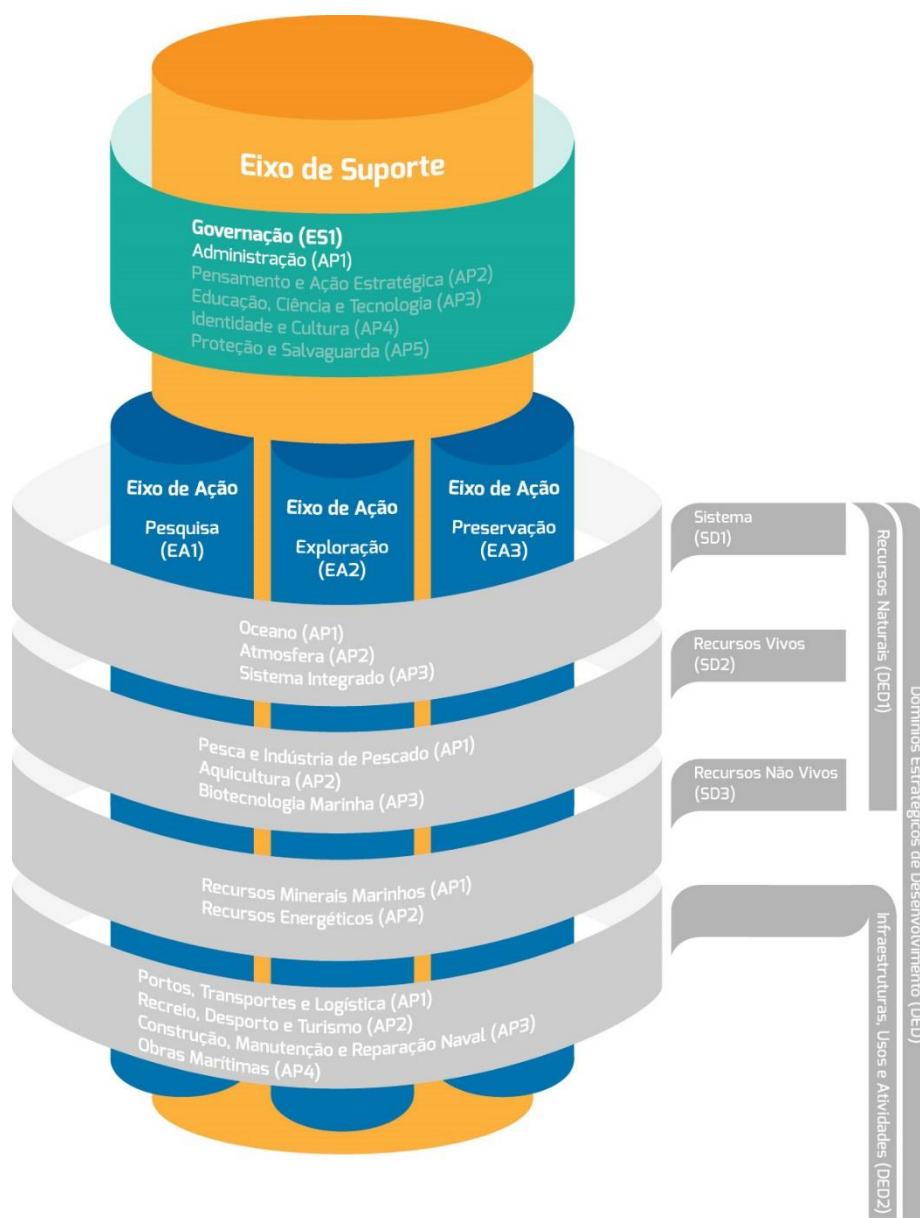 Eixo de Suporte
Governação (ES1)
Administração (AP1)
Pensamento e Ação Estratégica (AP2)
Educação, Ciência e Tecnologia (AP3)
Identidade e Cultura (AP4)
Proteção e Salvaguarda (AP5)
Eixo de Ação
Pesquisa
(EA1)
Eixo de Ação
Exploração
(EA2)
Eixo de Ação
Preservação
(EA3)
Oceano (AP1)
Atmosfera (AP2)
Sistema Integrado (AP3)
Pesca e Indústria de Pescado (AP1)
Aquicultura (AP2)
Biotecnologia Marinha (AP3)
Recursos Minerais Marinhos (AP1)
Recursos Energéticos (AP2)
Portos, Transportes e Logística (AP1)
Recreio, Desporto e Turismo (AP2)
Construção, Manutenção e Reparação Naval (AP3)
Obras Marítimas (AP4)
Sistema
(SD1)
Recursos Vivos
(SD2)
Recursos Não Vivos
(SD3)
Recursos Naturais (DED1)
Infraestruturas, Usos e Atividades (DED2)
Domínios Estratégicos de Desenvolvimento (DED)